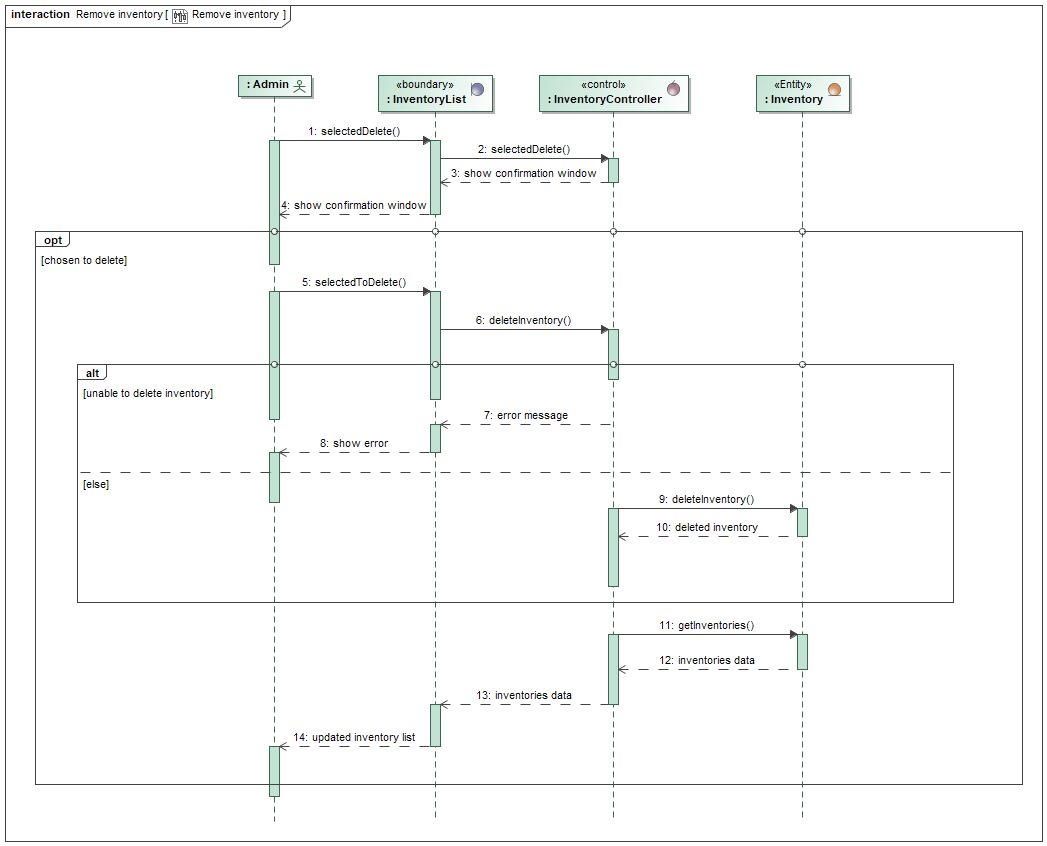 interaction Remove inventory [ Remove inventory ]
: Admin
«boundary»
: InventoryList
«control»
: InventoryController
«Entity»
: Inventory
1: selectedDelete()
2: selectedDelete()
3: show confirmation window
4: show confirmation window
opt
[chosen to delete]
5: selectedToDelete()
6: deleteInventory()
alt
[unable to delete inventory]
7: error message
8: show error
[else]
9: deleteInventory()
10: deleted inventory
11: getInventories()
12: inventories data
13: inventories data
14: updated inventory list